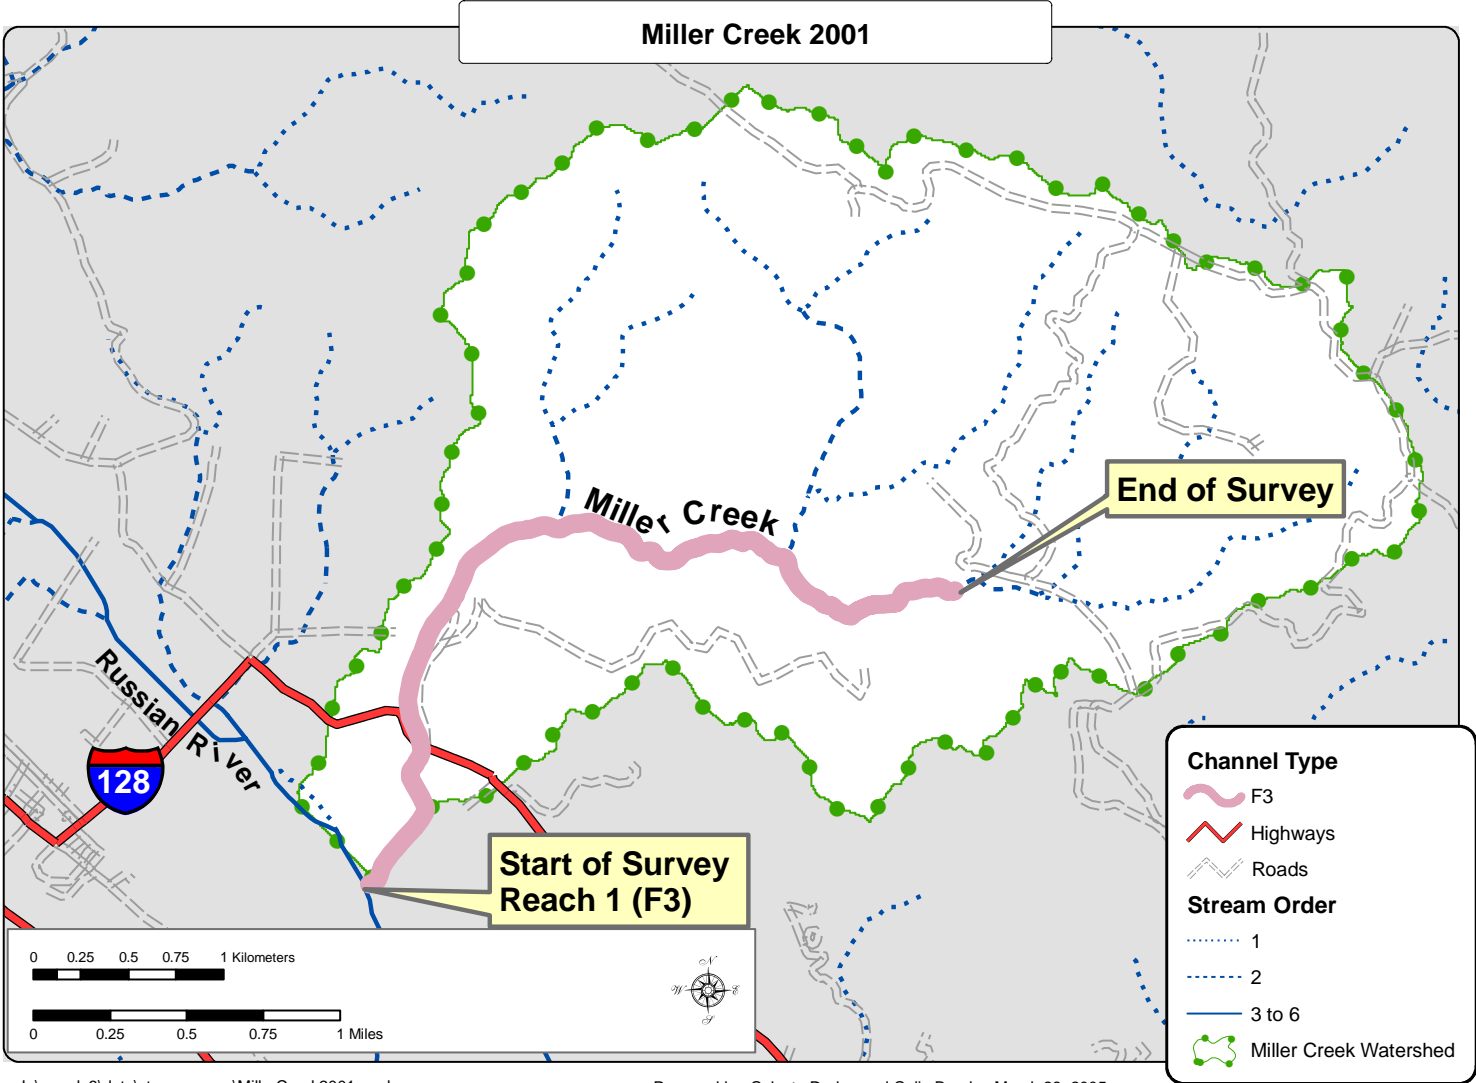 Miller Creek 2001
Miller Creek
End of Survey
Russian River
128
Start of Survey
Reach 1 (F3)
Channel Type
F3
Highways
Roads
Stream Order
1
2
3 to 6
Miller Creek Watershed
0 0.25 0.5 0.75 1 Kilometers
0 0.25 0.5 0.75 1 Miles
N
W E
S